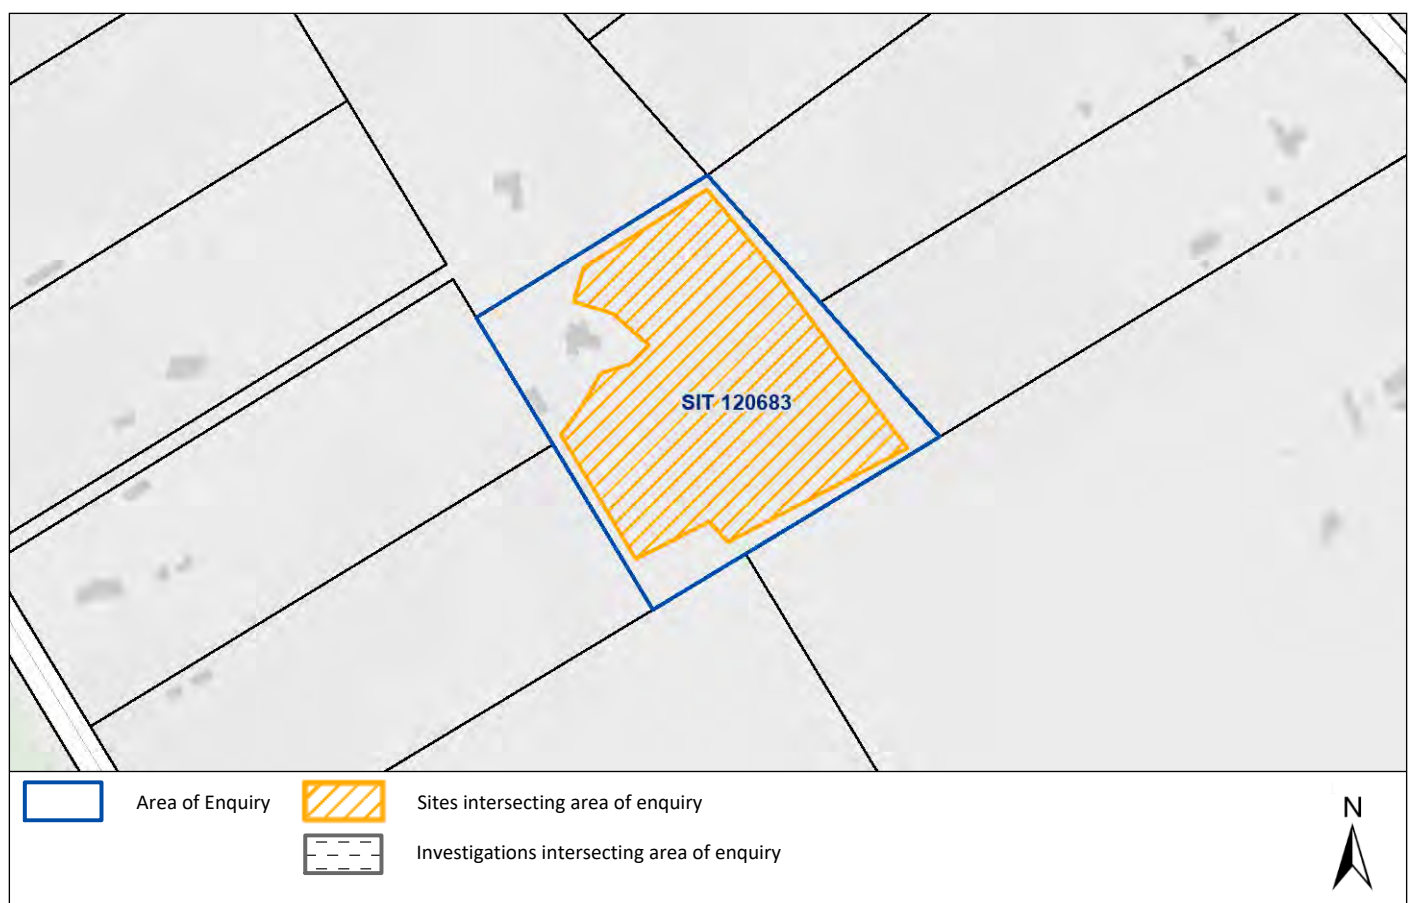 SIT 120683
Area of Enquiry
Sites intersecting area of enquiry
Investigations intersecting area of enquiry
N